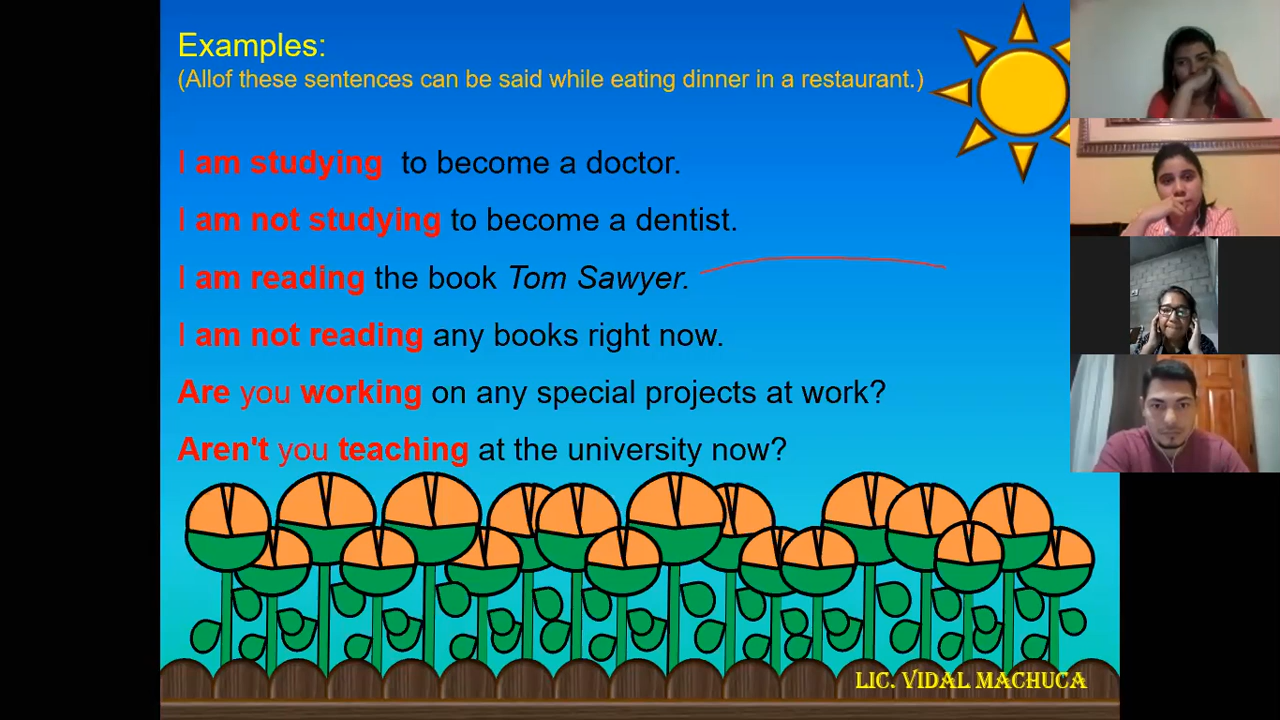 Examples:
(Allof these sentences can be said while eating dinner in a restaurant.)
I am studying to become a doctor.
I am not studying to become a dentist.
I am reading the book Tom Sawyer.
I am not reading any books right now.
Are you working on any special projects at work?
Aren't you teaching at the university now?
LIC. VIDAL MACHUCA